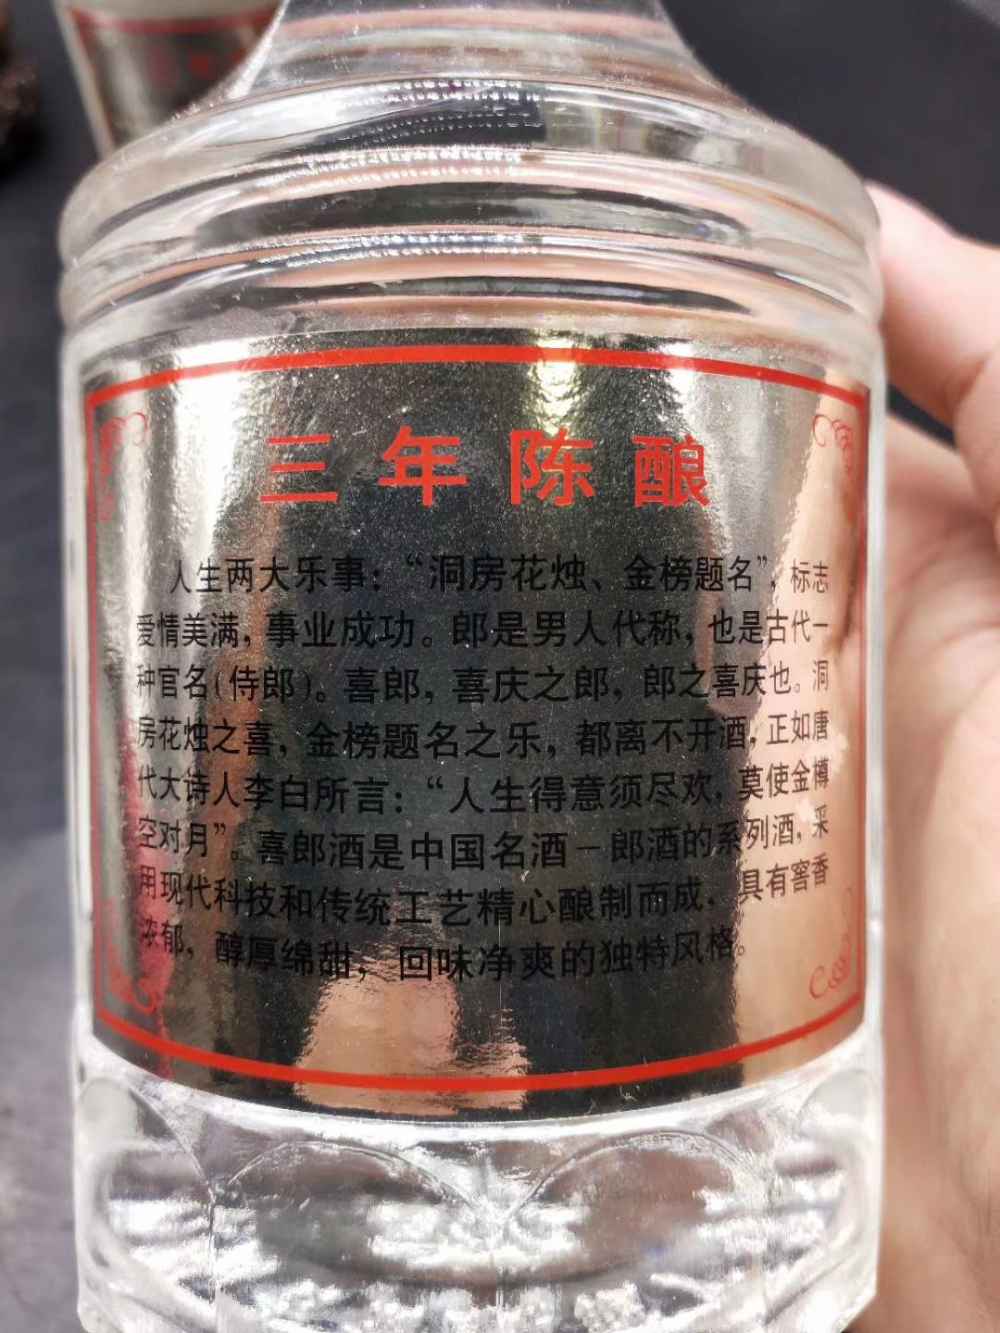 三年陈酿
人生两大乐事：“洞房花烛、金榜题名”，标志
爱情美满，事业成功。郎是男人代称，也是古代一
种官名(侍郎)。喜郎，喜庆之郎，郎之喜庆也。洞
房花烛之喜，金榜题名之乐，都离不开酒，正如唐
代大诗人李白所言：“人生得意须尽欢，莫使金樽
空对月”。喜郎酒是中国名酒－郎酒的系列酒，采
用现代科技和传统工艺精心酿制而成．具有窖香
浓郁，醇厚绵甜，回味净爽的独特风格。